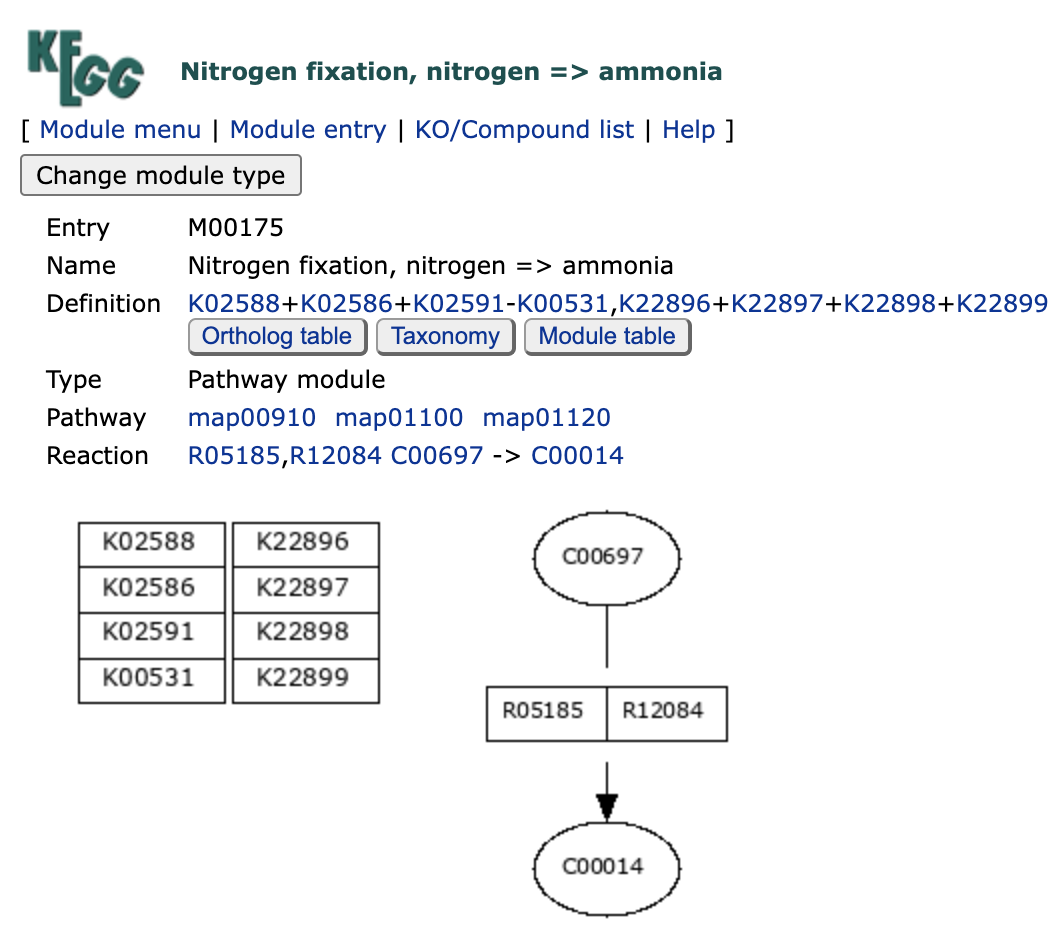 KEGG
Nitrogen fixation, nitrogen => ammonia
[ Module menu | Module entry | KO/Compound list | Help ]
Change module type
Entry M00175
Name Nitrogen fixation, nitrogen => ammonia
Definition K02588+K02586+K02591-K00531,K22896+K22897+K22898+K22899
Ortholog table Taxonomy Module table
Type Pathway module
Pathway map00910 map01100 map01120
Reaction R05185,R12084 C00697 -> C00014
K02588 K22896
K02586 K22897
K02591 K22898
K00531 K22899
C00697
R05185 R12084
C00014